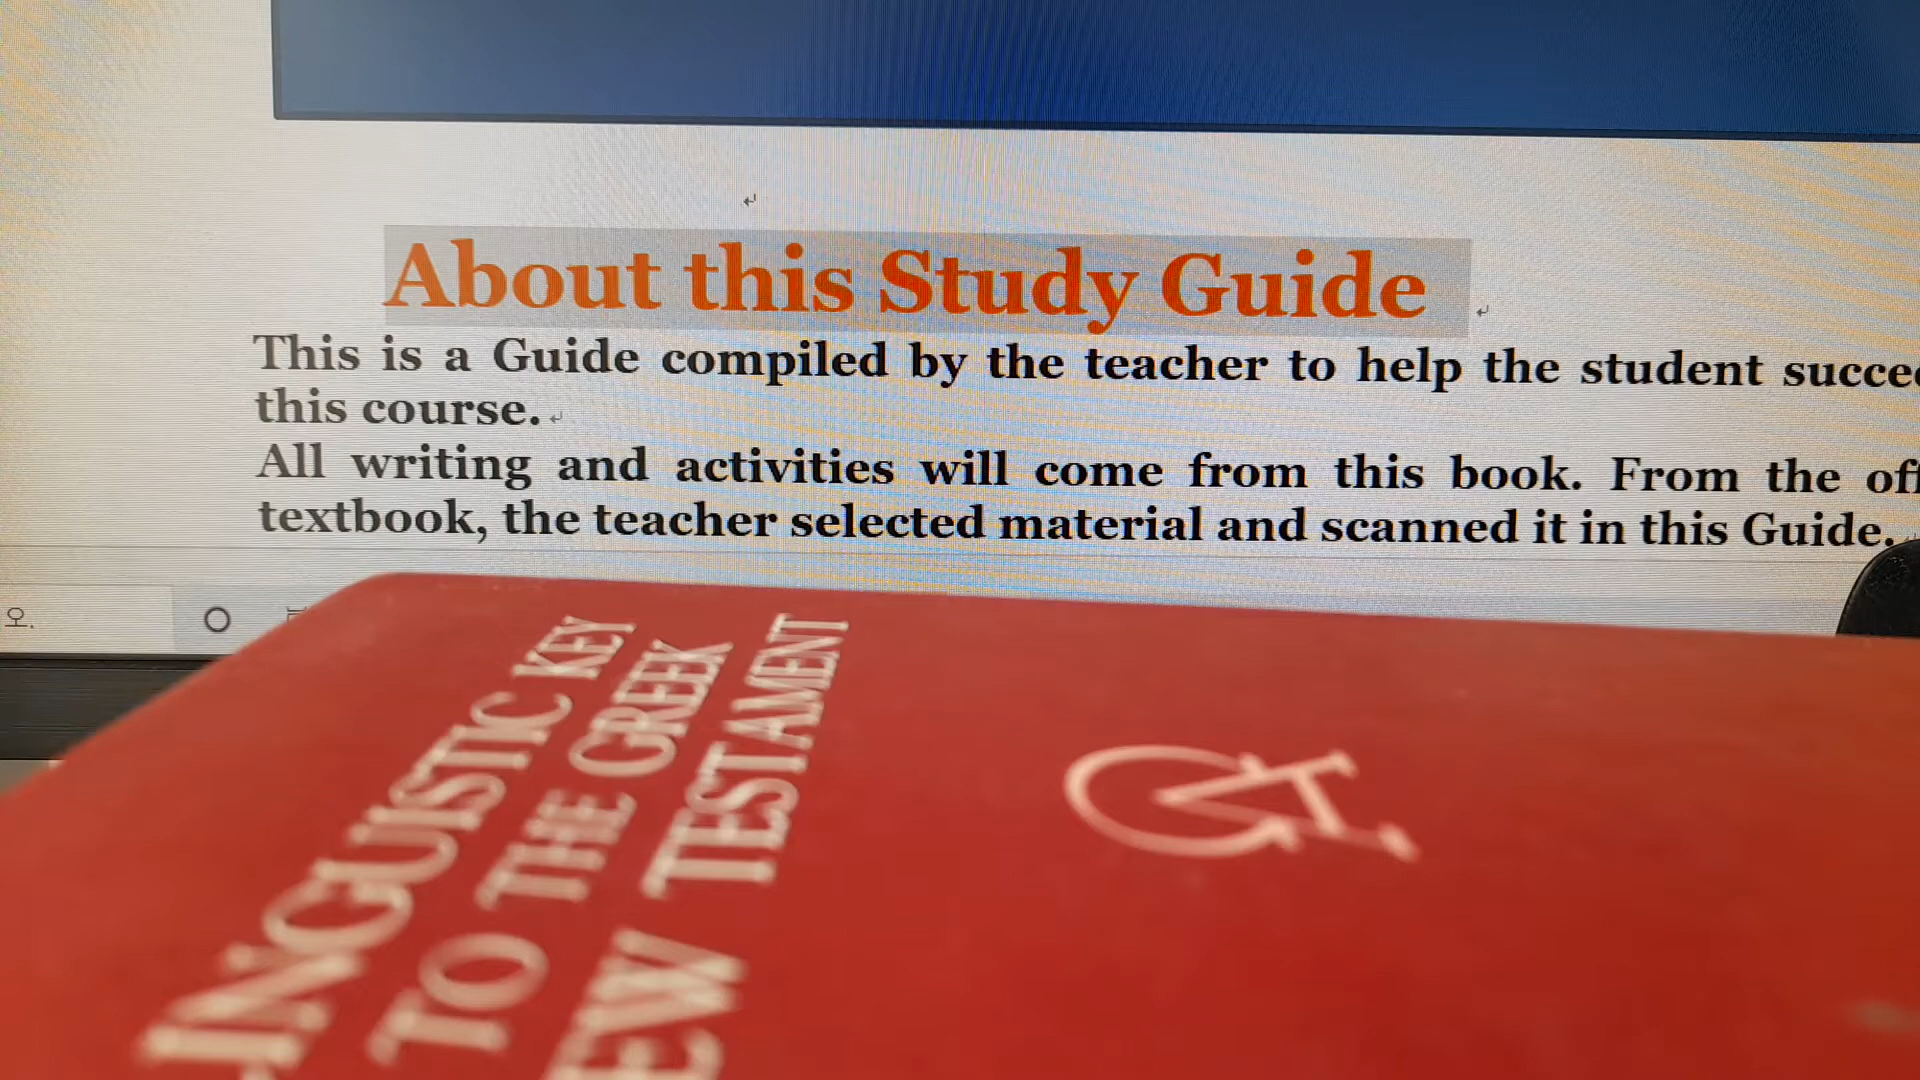 About this Study Guide
This is a Guide compiled by the teacher to help the student
this course.
All writing and activities will come from this book. From the
textbook, the teacher selected material and scanned it in this Guide.
오.
LINGUISTIC KEY
TO THE GREEK
NEW TESTAMENT